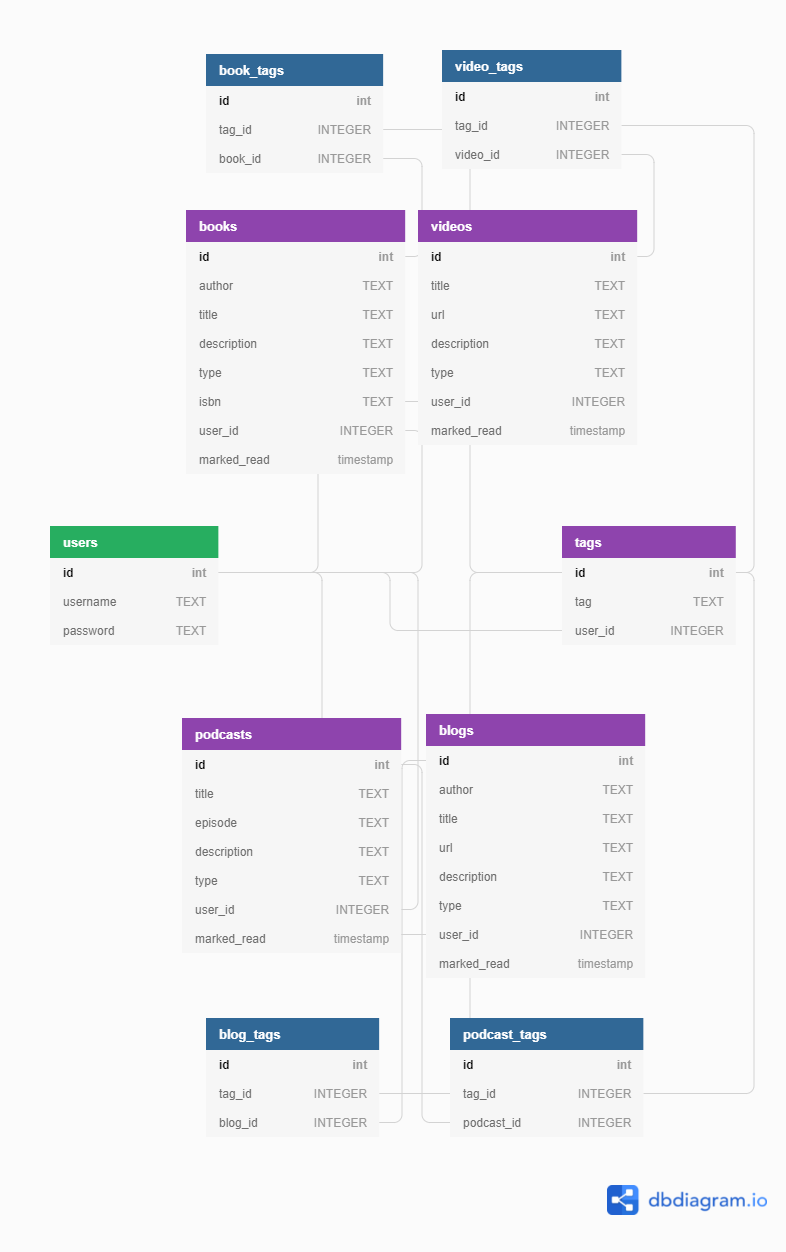 book_tags
id int
tag_id INTEGER
book_id INTEGER
video_tags
id int
tag_id INTEGER
video_id INTEGER
books
id int
author TEXT
title TEXT
description TEXT
type TEXT
isbn TEXT
user_id INTEGER
marked_read timestamp
videos
id int
title TEXT
url TEXT
description TEXT
type TEXT
user_id INTEGER
marked_read timestamp
users
id int
username TEXT
password TEXT
tags
id int
tag TEXT
user_id INTEGER
podcasts
id int
title TEXT
episode TEXT
description TEXT
type TEXT
user_id INTEGER
marked_read timestamp
blogs
id int
author TEXT
title TEXT
url TEXT
description TEXT
type TEXT
user_id INTEGER
marked_read timestamp
blog_tags
id int
tag_id INTEGER
blog_id INTEGER
podcast_tags
id int
tag_id INTEGER
podcast_id INTEGER
dbdiagram.io